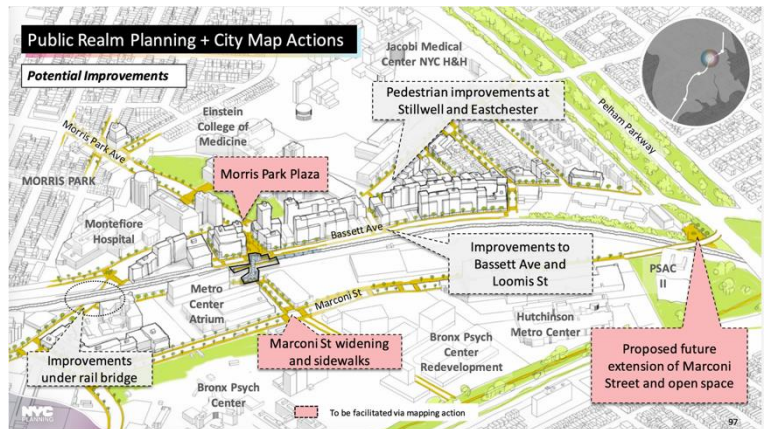 Public Realm Planning + City Map Actions
Potential Improvements
Jacobi Medical
Center NYC H&H
Pedestrian improvements at
Stillwell and Eastchester
Pelham Parkway
Einstein
College of
Medicine
Morris Park Ave
MORRIS PARK
Morris Park Plaza
Montefiore
Hospital
Bassett Ave
Improvements to
Bassett Ave and
Loomis St
PSAC
II
Metro
Center
Atrium
Marconi St
Hutchinson
Metro Center
Marconi St widening
and sidewalks
Bronx Psych
Center
Redevelopment
Proposed future
extension of Marconi
Street and open space
Improvements
under rail bridge
Bronx Psych
Center
To be facilitated via mapping action
NYC
PLANNING
97